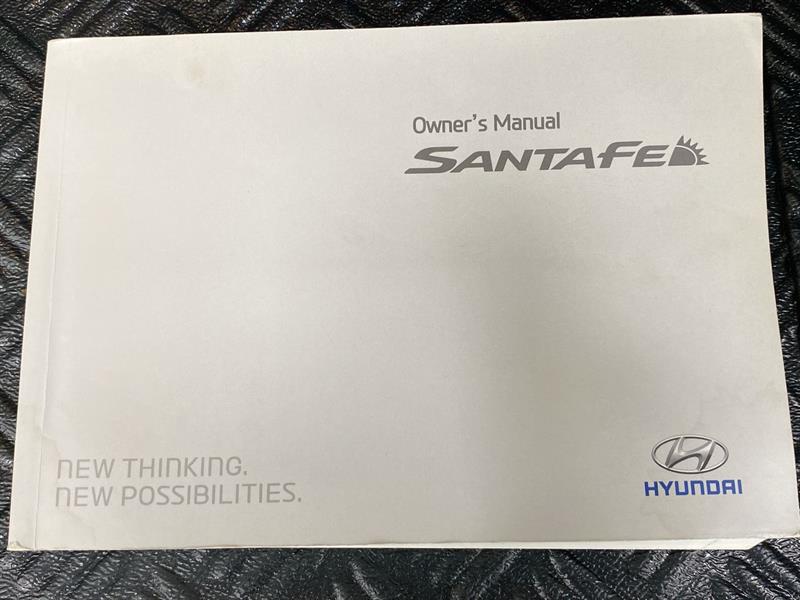 Owner's Manual
SANTAFE
NEW THINKING.
NEW POSSIBILITIES.
HYUNDAI